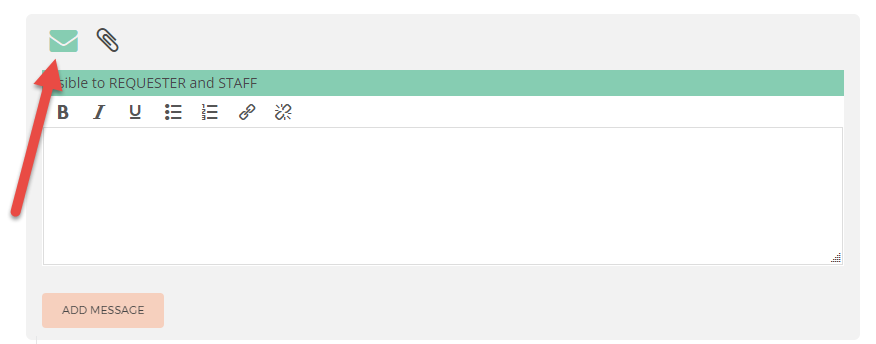 sible to REQUESTER and STAFF
B I U
ADD MESSAGE